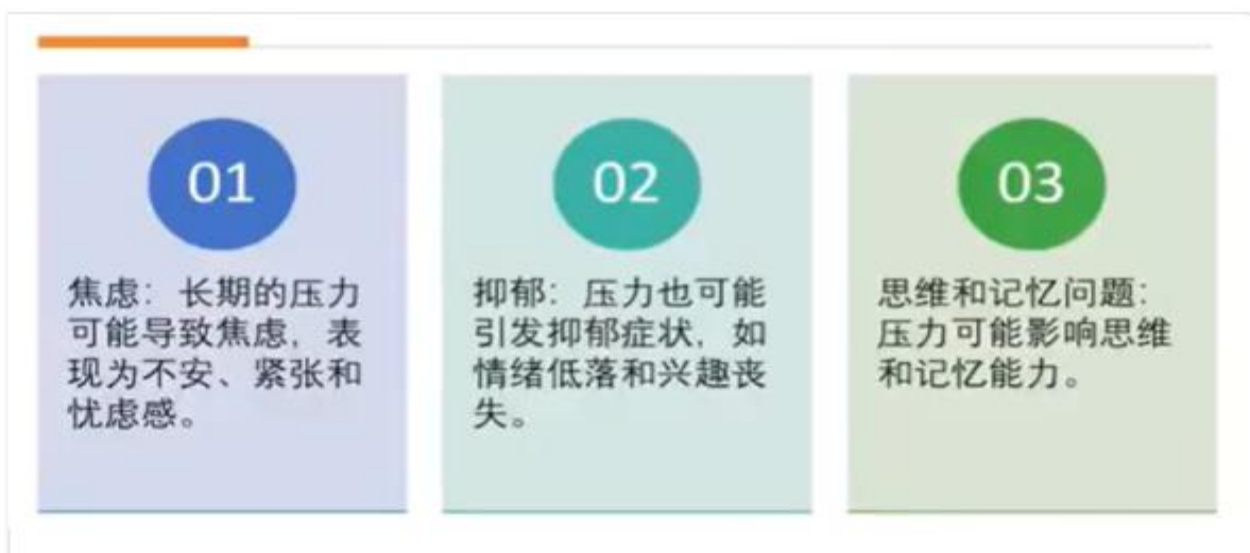 01
焦虑：长期的压力
可能导致焦虑，表
现为不安、紧张和
忧虑感。
02
抑郁：压力也可能
引发抑郁症状，如
情绪低落和兴趣丧
失。
03
思维和记忆问题：
压力可能影响思维
和记忆能力。